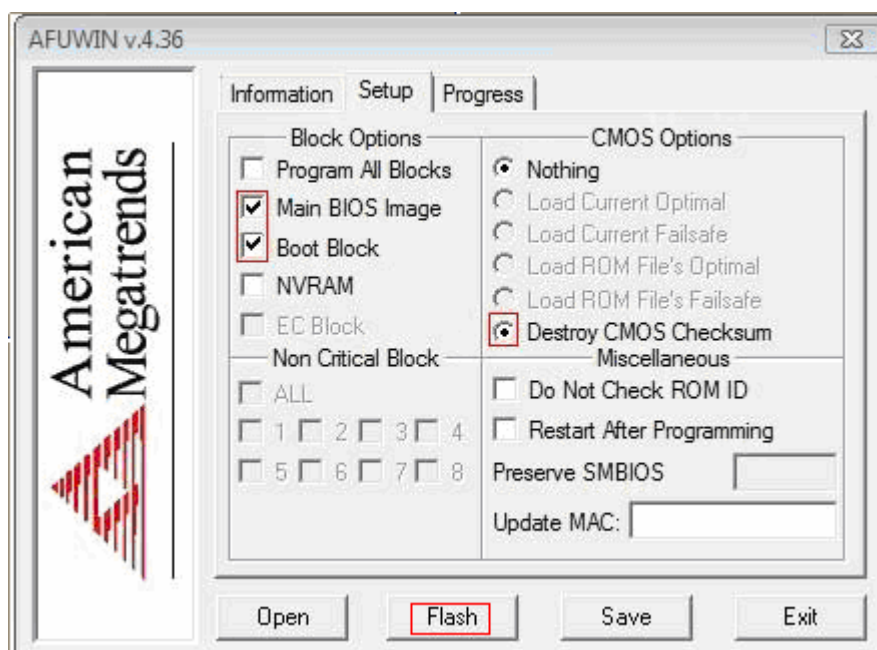 AFUWIN v.4.36
American
Megatrends
Information Setup Progress
Block Options
Program All Blocks
Main BIOS Image
Boot Block
NVRAM
EC Block
Non Critical Block
ALL
1 2 3 4
5 6 7 8
CMOS Options
Nothing
Load Current Optimal
Load Current Failsafe
Load ROM File's Optimal
Load ROM File's Failsafe
Destroy CMOS Checksum
Miscellaneous
Do Not Check ROM ID
Restart After Programming
Preserve SMBIOS
Update MAC:
Open Flash Save Exit